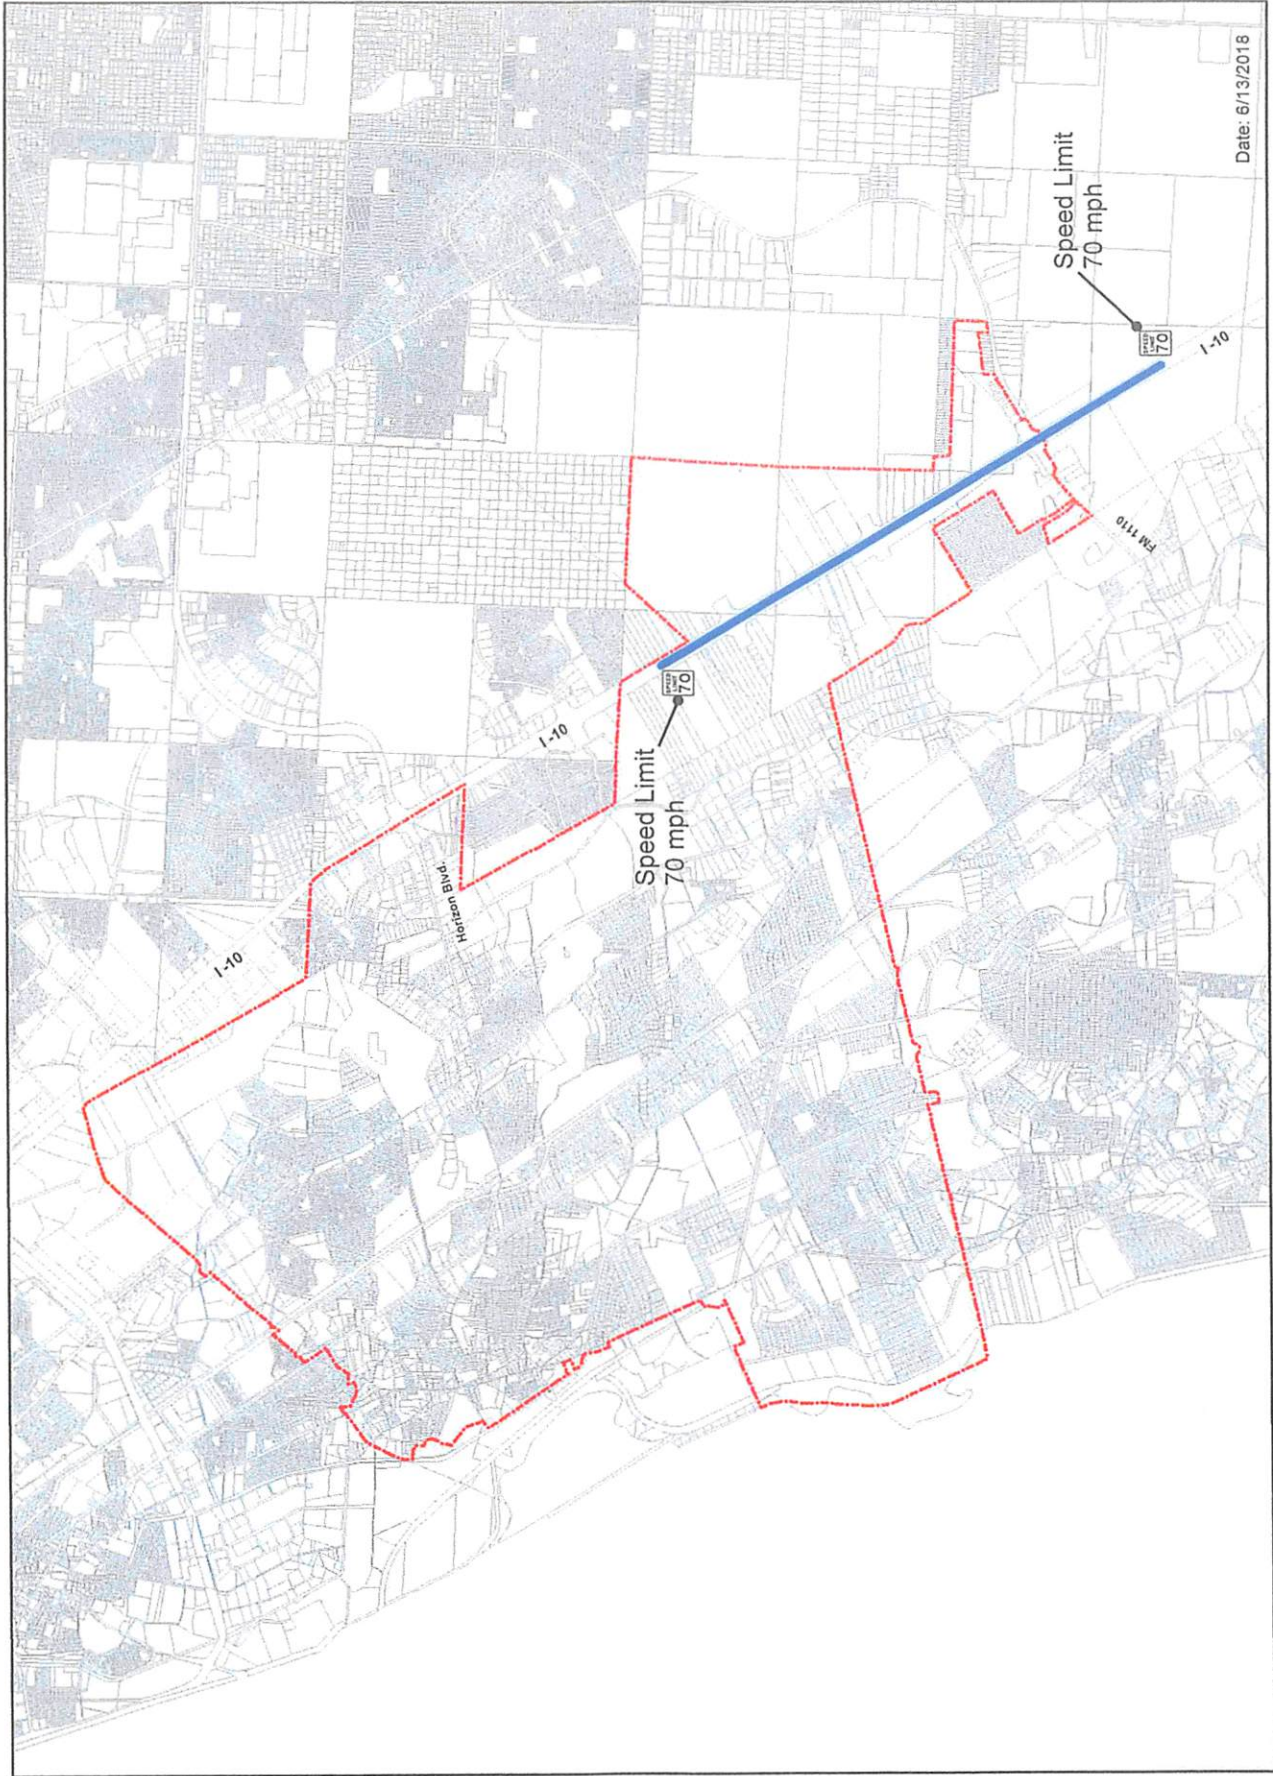 I -10
Horizon Blvd.
I -10
Speed Limit
70 mph
SPEED
LIMIT
70
FM 1110
I -10
Speed Limit
70 mph
SPEED
LIMIT
70
Date: 6/13/2018